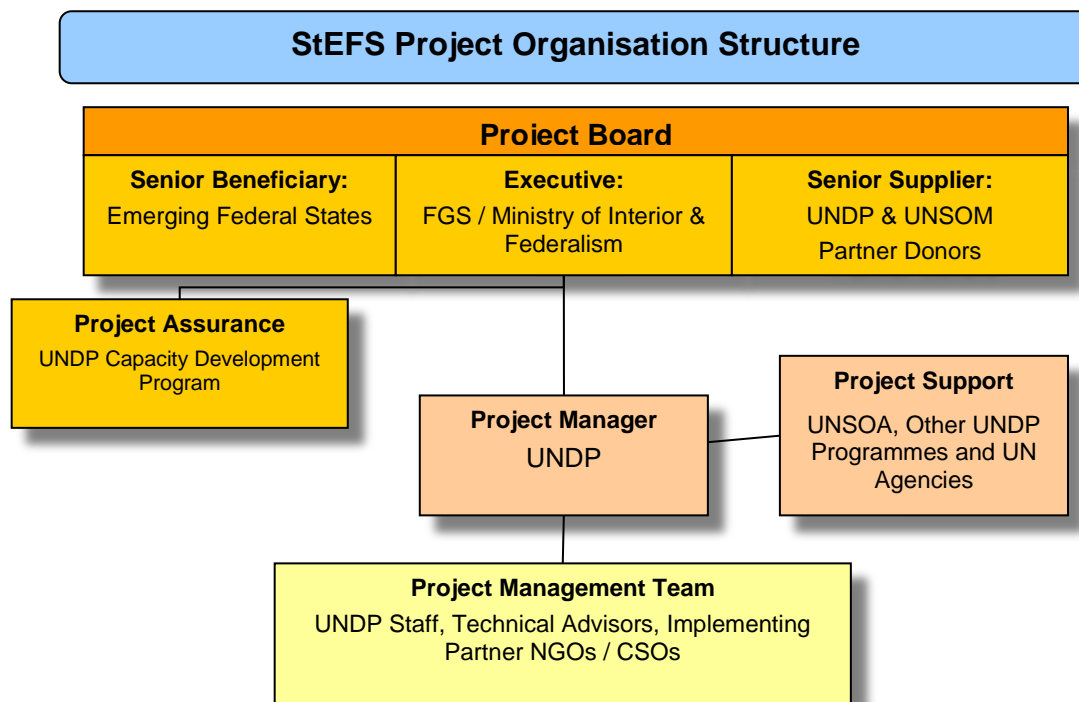 StEFS Project Organisation Structure
Project Board
Senior Beneficiary:
Emerging Federal States
Executive:
FGS / Ministry of Interior &
Federalism
Senior Supplier:
UNDP & UNSOM
Partner Donors
Project Assurance
UNDP Capacity Development
Program
Project Manager
UNDP
Project Support
UNSOA, Other UNDP
Programmes and UN
Agencies
Project Management Team
UNDP Staff, Technical Advisors, Implementing
Partner NGOs / CSOs